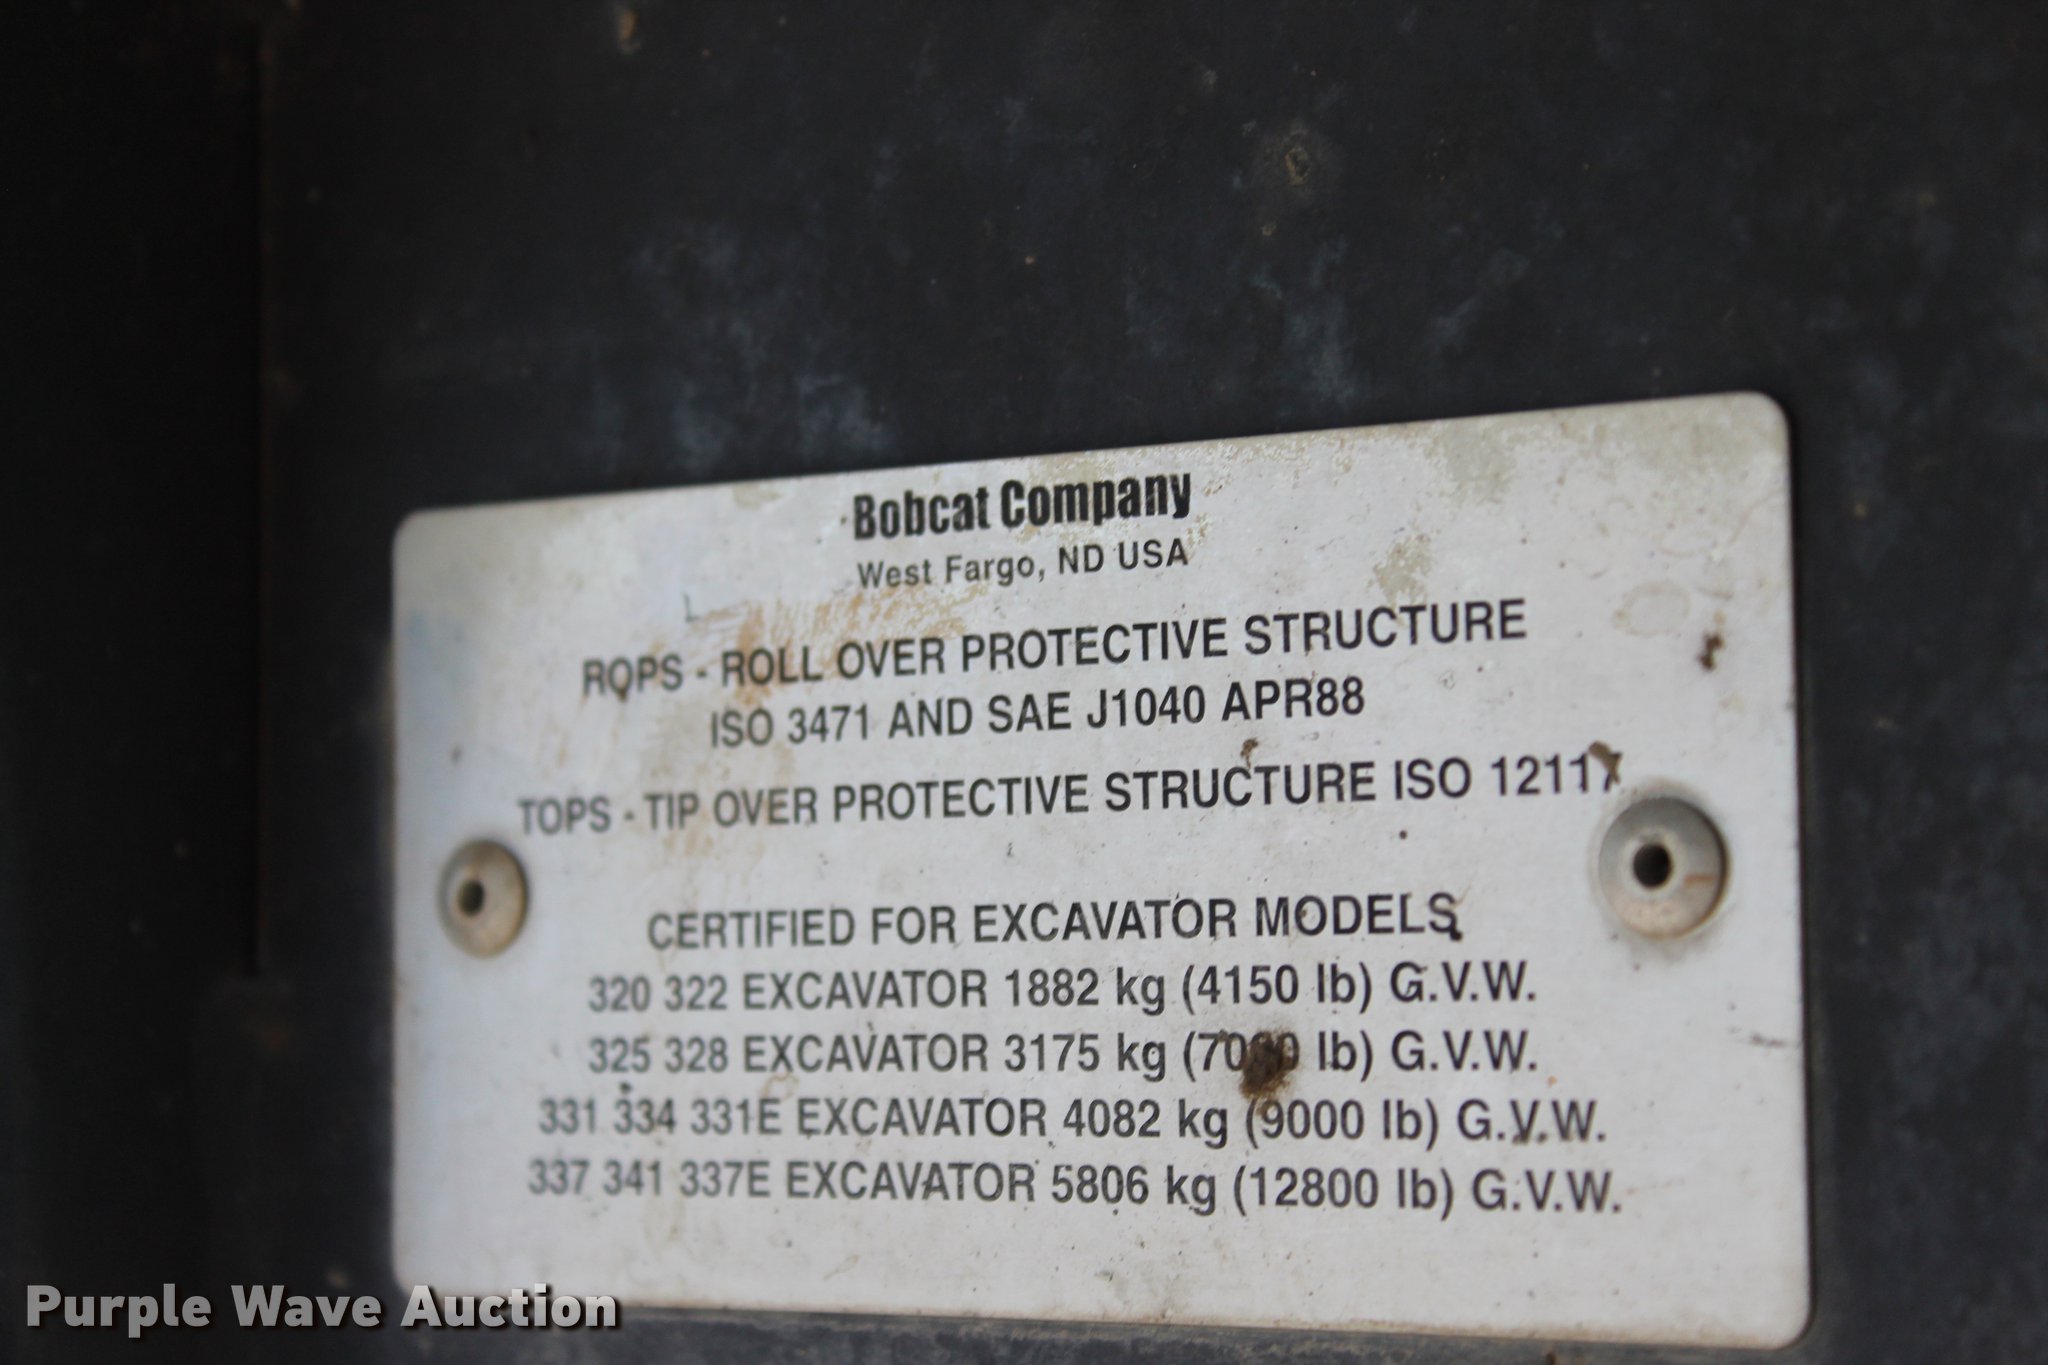 Bobcat Company
West Fargo, ND USA
ROPS - ROLL OVER PROTECTIVE STRUCTURE
ISO 3471 AND SAE J1040 APR88
TOPS - TIP OVER PROTECTIVE STRUCTURE ISO 12117
CERTIFIED FOR EXCAVATOR MODELS
320 322 EXCAVATOR 1882 kg (4150 lb) G.V.W.
325 328 EXCAVATOR 3175 kg (7000 lb) G.V.W.
331 334 331E EXCAVATOR 4082 kg (9000 lb) G.V.W.
337 341 337E EXCAVATOR 5806 kg (12800 lb) G.V.W.
Purple Wave Auction